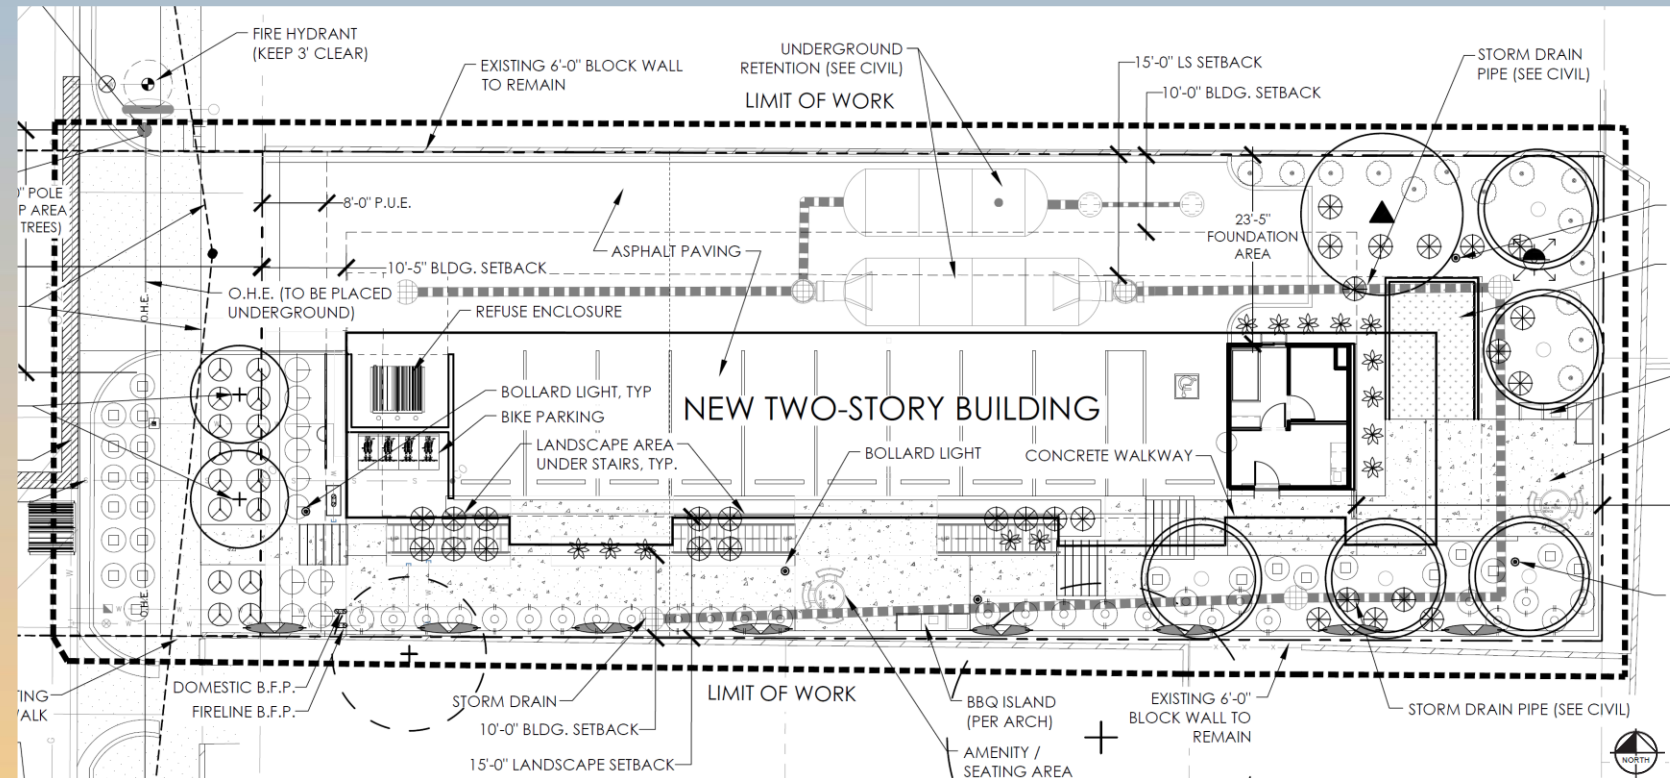 FIRE HYDRANT
(KEEP 3' CLEAR)
EXISTING 6'-0" BLOCK WALL
TO REMAIN
UNDERGROUND
RETENTION (SEE CIVIL)
LIMIT OF WORK
15'-0" LS SETBACK
10'-0" BLDG. SETBACK
STORM DRAIN
PIPE (SEE CIVIL)
0" POLE
P AREA
TREES)
8'-0" P.U.E.
ASPHALT PAVING
23'-5"
FOUNDATION
AREA
10'-5" BLDG. SETBACK
O.H.E. (TO BE PLACED
UNDERGROUND)
O.H.E.
REFUSE ENCLOSURE
BOLLARD LIGHT, TYP
BIKE PARKING
LANDSCAPE AREA
UNDER STAIRS, TYP.
NEW TWO-STORY BUILDING
BOLLARD LIGHT
CONCRETE WALKWAY
O.H.E.
TING
ALK
DOMESTIC B.F.P.
FIRELINE B.F.P.
STORM DRAIN
10'-0" BLDG. SETBACK
15'-0" LANDSCAPE SETBACK
LIMIT OF WORK
BBQ ISLAND
(PER ARCH)
AMENITY /
SEATING AREA
EXISTING 6'-0"
BLOCK WALL TO
REMAIN
STORM DRAIN PIPE (SEE CIVIL)
NORTH